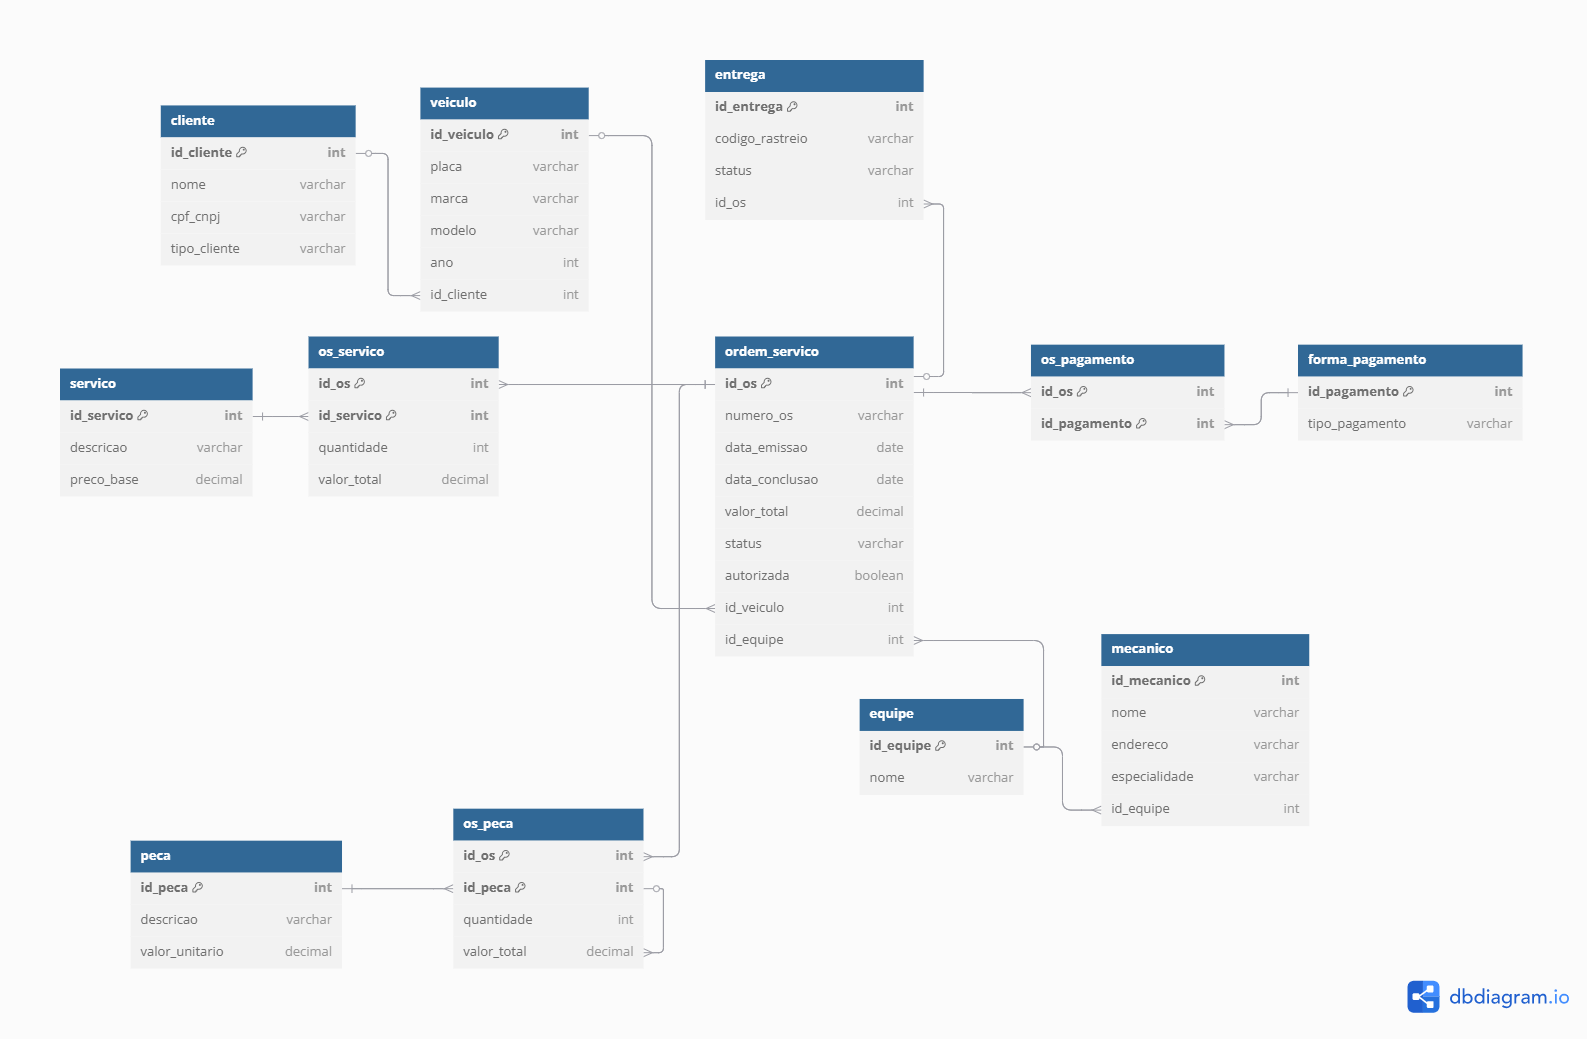 cliente
id_cliente int
nome varchar
cpf_cnpj varchar
tipo_cliente varchar
veiculo
id_veiculo int
placa varchar
marca varchar
modelo varchar
ano int
id_cliente int
entrega
id_entrega int
codigo_rastreio varchar
status varchar
id_os int
servico
id_servico int
descricao varchar
preco_base decimal
os_servico
id_os int
id_servico int
quantidade int
valor_total decimal
ordem_servico
id_os int
numero_os varchar
data_emissao date
data_conclusao date
valor_total decimal
status varchar
autorizada boolean
id_veiculo int
id_equipe int
os_pagamento
id_os int
id_pagamento int
forma_pagamento
id_pagamento int
tipo_pagamento varchar
equipe
id_equipe int
nome varchar
mecanico
id_mecanico int
nome varchar
endereco varchar
especialidade varchar
id_equipe int
peca
id_peca int
descricao varchar
valor_unitario decimal
os_peca
id_os int
id_peca int
quantidade int
valor_total decimal
dbdiagram.io